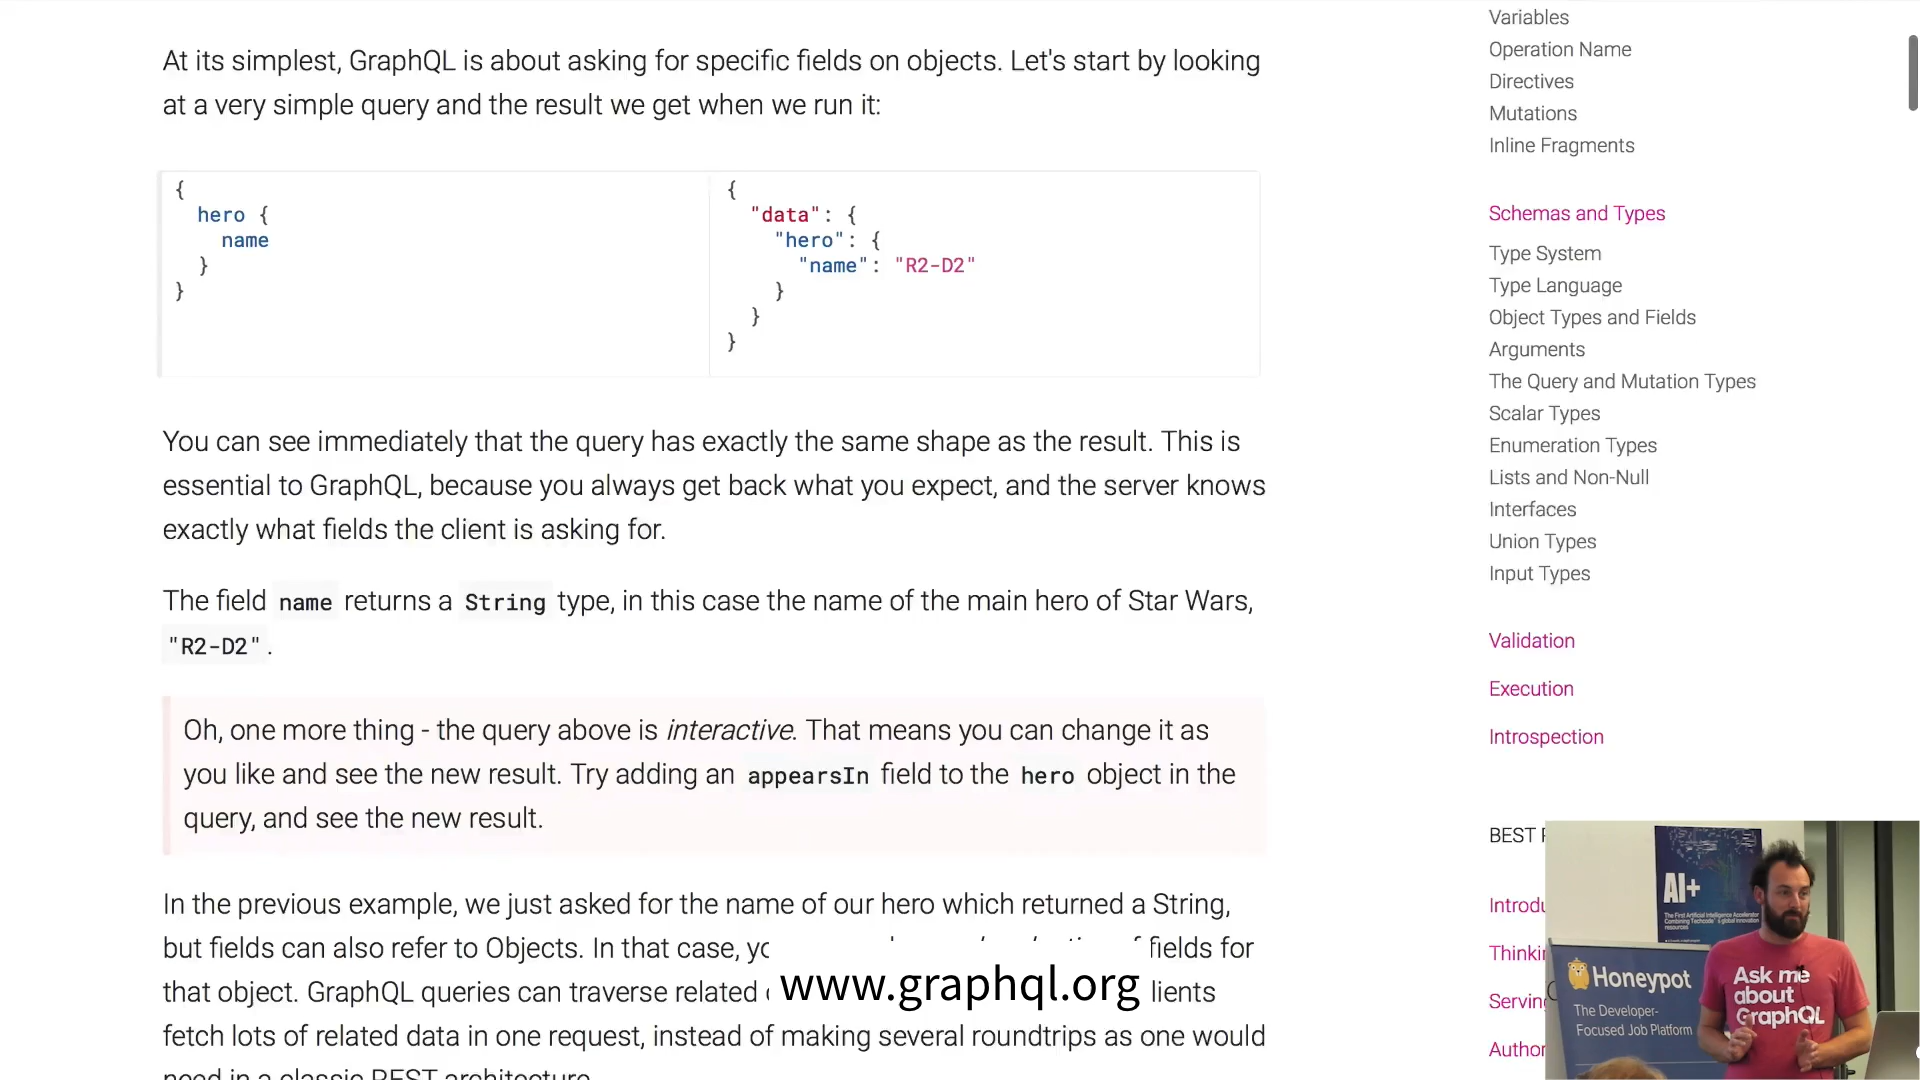 At its simplest, GraphQL is about asking for specific fields on objects. Let's start by looking
at a very simple query and the result we get when we run it:
{
hero {
name
}
}
{
"data": {
"hero": {
"name": "R2-D2"
}
}
}
You can see immediately that the query has exactly the same shape as the result. This is
essential to GraphQL, because you always get back what you expect, and the server knows
exactly what fields the client is asking for.
The field name returns a String type, in this case the name of the main hero of Star Wars,
"R2-D2".
Oh, one more thing - the query above is interactive. That means you can change it as
you like and see the new result. Try adding an appearsIn field to the hero object in the
query, and see the new result.
In the previous example, we just asked for the name of our hero which returned a String,
but fields can also refer to Objects. In that case, fields for
that object. GraphQL queries can traverse related
fetch lots of related data in one request, instead of making several roundtrips as one would
need in a classic REST architecture.
www.graphql.org
Variables
Operation Name
Directives
Mutations
Inline Fragments
Schemas and Types
Type System
Type Language
Object Types and Fields
Arguments
The Query and Mutation Types
Scalar Types
Enumeration Types
Lists and Non-Null
Interfaces
Union Types
Input Types
Validation
Execution
Introspection
BEST
AI+
The First Artificial Intelligence Accelerator
Combining Techcode's global innovation
resources
Honeypot
The Developer-
Focused Job Platform
Ask me
about
GraphQL